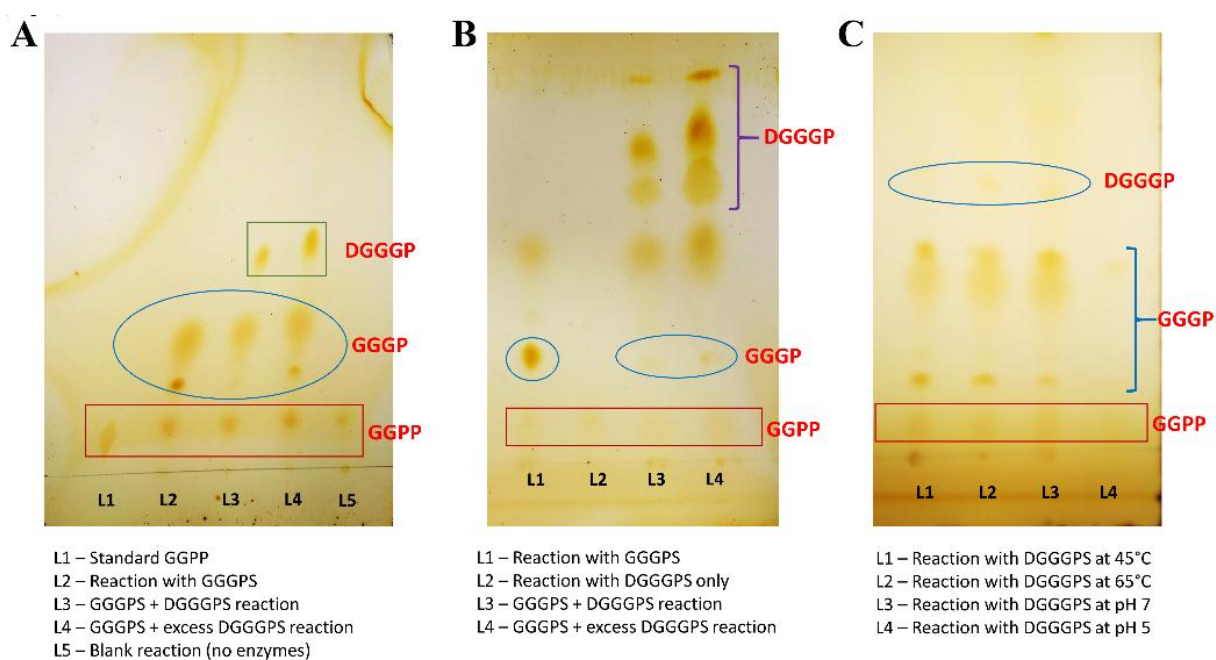 A
DGGGP
GGGP
GGPP
L1 L2 L3 L4 L5
L1 – Standard GGPP
L2 – Reaction with GGGPS
L3 – GGGPS + DGGGPS reaction
L4 – GGGPS + excess DGGGPS reaction
L5 – Blank reaction (no enzymes)
B
DGGGP
GGGP
GGPP
L1 L2 L3 L4
L1 – Reaction with GGGPS
L2 – Reaction with DGGGPS only
L3 – GGGPS + DGGGPS reaction
L4 – GGGPS + excess DGGGPS reaction
C
DGGGP
GGGP
GGPP
L1 L2 L3 L4
L1 – Reaction with DGGGPS at 45°C
L2 – Reaction with DGGGPS at 65°C
L3 – Reaction with DGGGPS at pH 7
L4 – Reaction with DGGGPS at pH 5